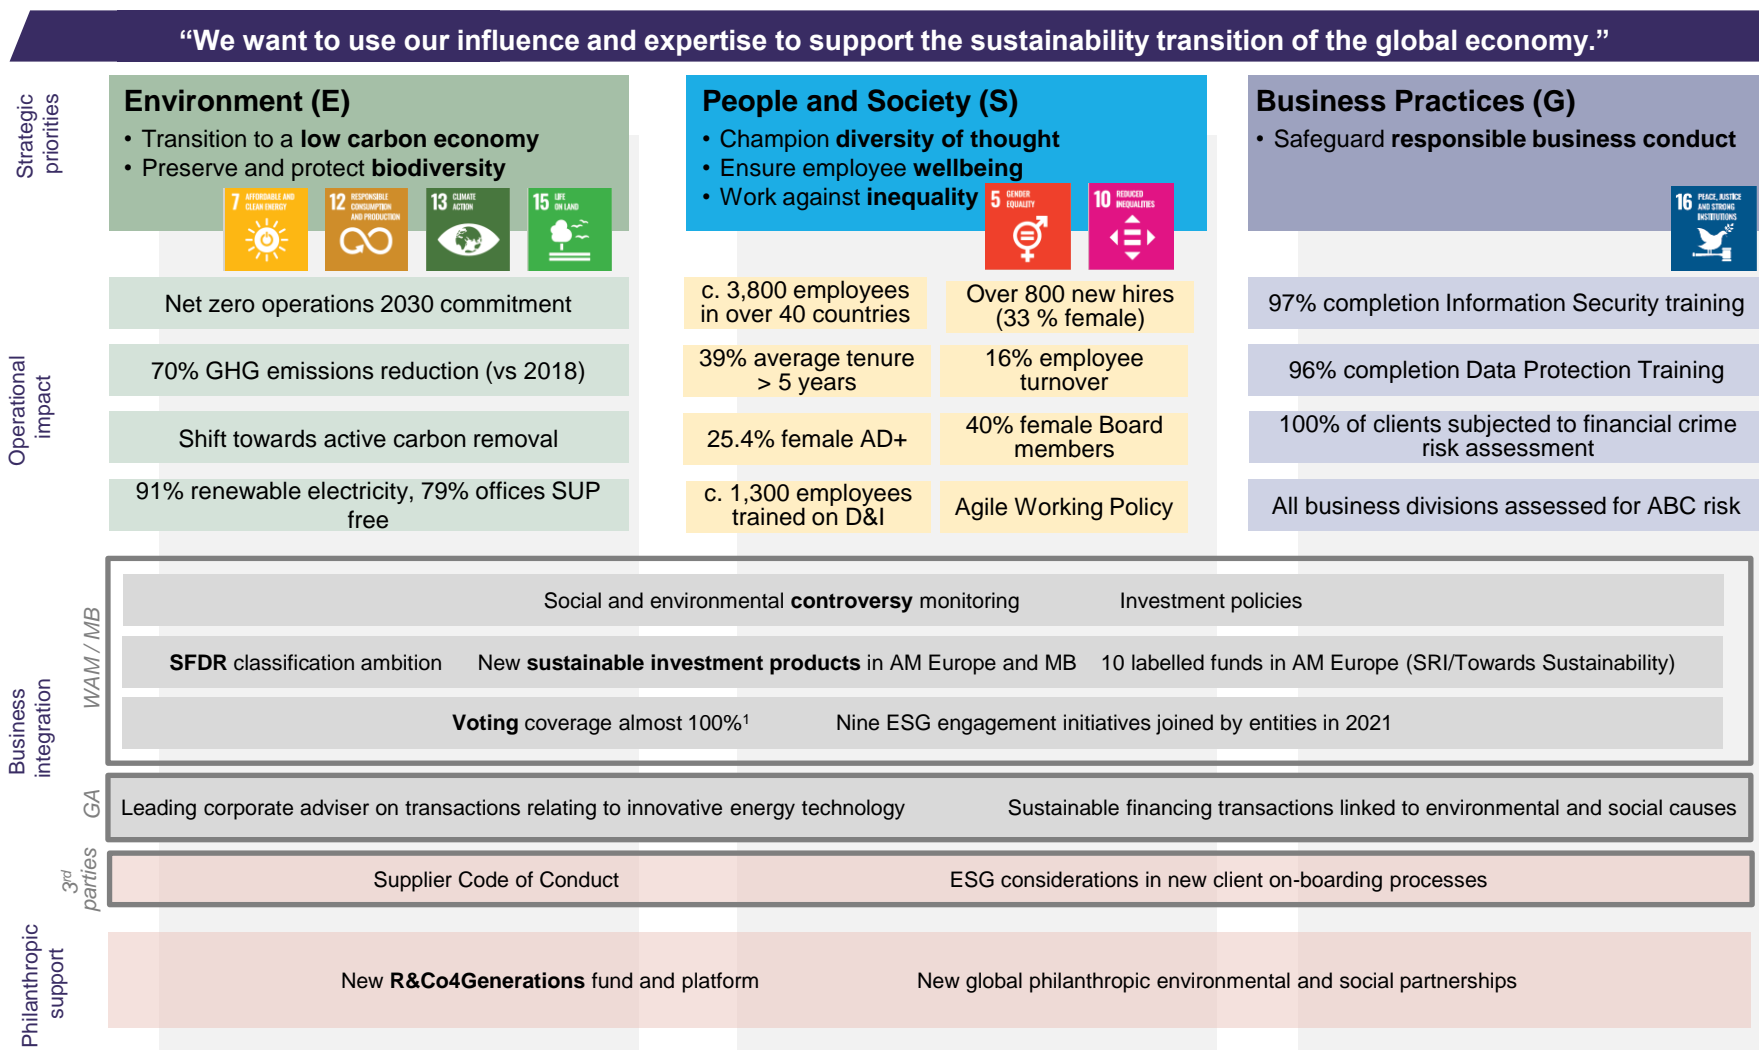 “We want to use our influence and expertise to support the sustainability transition of the global economy.”
Strategic
priorities
Environment (E)
• Transition to a low carbon economy
• Preserve and protect biodiversity
7 AFFORDABLE AND
CLEAN ENERGY
12 RESPONSIBLE
CONSUMPTION
AND PRODUCTION
13 CLIMATE
ACTION
15 LIFE
ON LAND
People and Society (S)
• Champion diversity of thought
• Ensure employee wellbeing
• Work against inequality
5 GENDER
EQUALITY
10 REDUCED
INEQUALITIES
Business Practices (G)
• Safeguard responsible business conduct
16 PEACE, JUSTICE
AND STRONG
INSTITUTIONS
Operational
impact
Net zero operations 2030 commitment
70% GHG emissions reduction (vs 2018)
Shift towards active carbon removal
91% renewable electricity, 79% offices SUP
free
c. 3,800 employees
in over 40 countries
Over 800 new hires
(33 % female)
39% average tenure
> 5 years
16% employee
turnover
25.4% female AD+
40% female Board
members
c. 1,300 employees
trained on D&I
Agile Working Policy
97% completion Information Security training
96% completion Data Protection Training
100% of clients subjected to financial crime
risk assessment
All business divisions assessed for ABC risk
Business
integration
WAM / MB
Social and environmental controversy monitoring
Investment policies
SFDR classification ambition
New sustainable investment products in AM Europe and MB
10 labelled funds in AM Europe (SRI/Towards Sustainability)
Voting coverage almost 100%¹
Nine ESG engagement initiatives joined by entities in 2021
GA
Leading corporate adviser on transactions relating to innovative energy technology
Sustainable financing transactions linked to environmental and social causes
3rd
parties
Supplier Code of Conduct
ESG considerations in new client on-boarding processes
Philanthropic
support
New R&Co4Generations fund and platform
New global philanthropic environmental and social partnerships